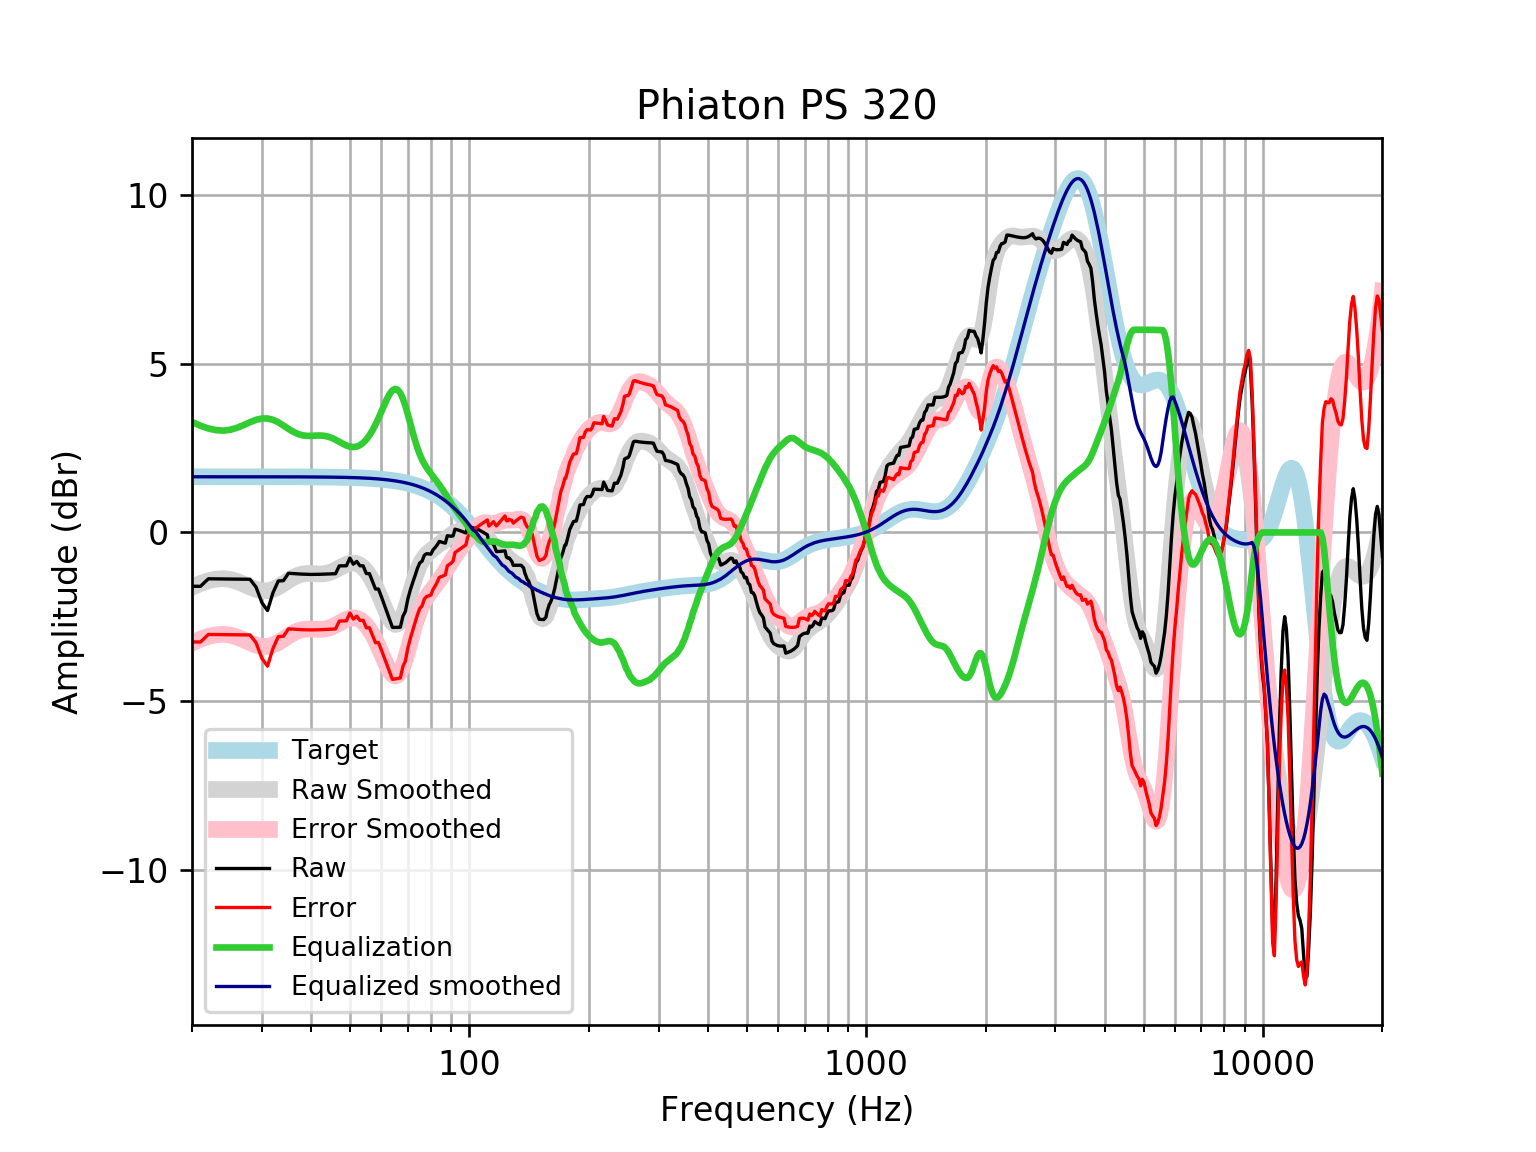 Phiaton PS 320
Amplitude (dBr)
10
5
0
−5
−10
Target
Raw Smoothed
Error Smoothed
Raw
Error
Equalization
Equalized smoothed
100
1000
10000
Frequency (Hz)